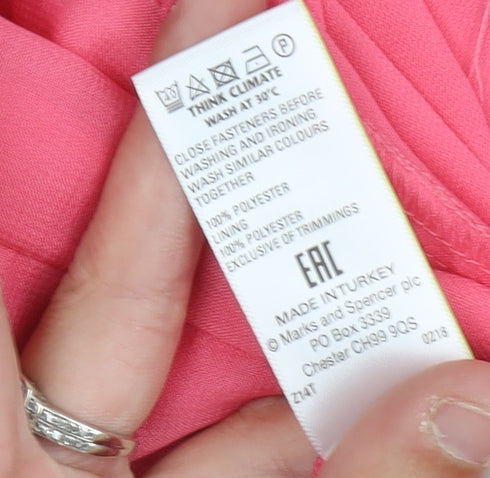 40 P
THINK CLIMATE
WASH AT 30°C
CLOSE FASTENERS BEFORE
WASHING AND IRONING
WASH SIMILAR COLOURS
TOGETHER
100% POLYESTER
LINING
100% POLYESTER
EXCLUSIVE OF TRIMMINGS
EAC
MADE IN TURKEY
© Marks and Spencer plc
PO Box 3339
Chester CH99 9QS
0218
Z14T